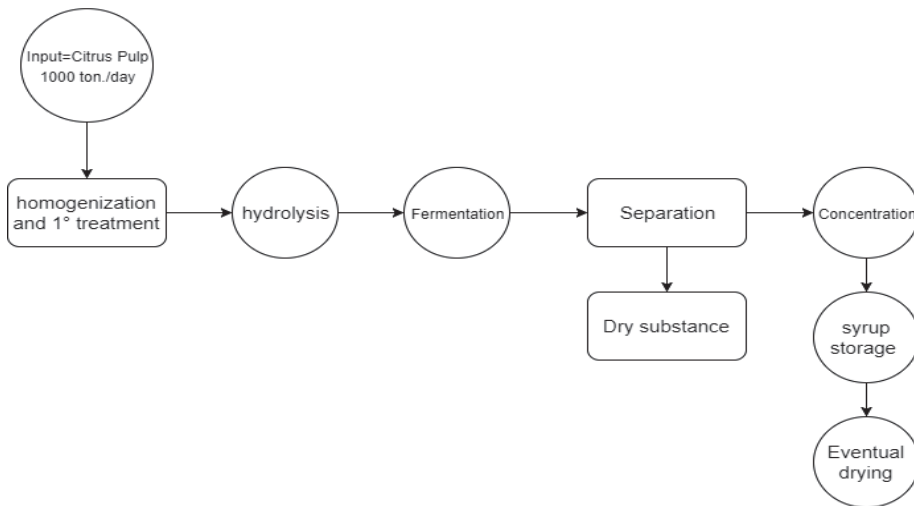 Input=Citrus Pulp
1000 ton./day
homogenization
and 1° treatment
hydrolysis
Fermentation
Separation
Concentration
Dry substance
syrup
storage
Eventual
drying